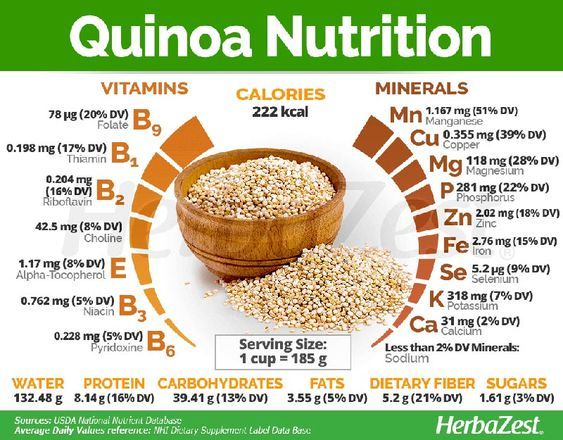 Quinoa Nutrition
VITAMINS
78 µg (20% DV)
Folate
B9
0.198 mg (17% DV)
Thiamin
B1
0.204 mg
(16% DV)
Riboflavin
B2
42.5 mg (8% DV)
Choline
1.17 mg (8% DV)
Alpha-Tocopherol
E
0.762 mg (5% DV)
Niacin
B3
0.228 mg (5% DV)
Pyridoxine
B6
CALORIES
222 kcal
MINERALS
Mn 1.167 mg (51% DV)
Manganese
Cu 0.355 mg (39% DV)
Copper
Mg 118 mg (28% DV)
Magnesium
P 281 mg (22% DV)
Phosphorus
Zn 2.02 mg (18% DV)
Zinc
Fe 2.76 mg (15% DV)
Iron
Se 5.2 µg (9% DV)
Selenium
K 318 mg (7% DV)
Potassium
Ca 31 mg (2% DV)
Calcium
Less than 2% DV Minerals:
Sodium
HerbaZest
Serving Size:
1 cup = 185 g
WATER PROTEIN CARBOHYDRATES FATS DIETARY FIBER SUGARS
132.48 g 8.14 g (16% DV) 39.41 g (13% DV) 3.55 g (5% DV) 5.2 g (21% DV) 1.61 g (3% DV)
Sources: USDA National Nutrient Database
Average Daily Values reference: NHI Dietary Supplement Label Data Base
HerbaZest®